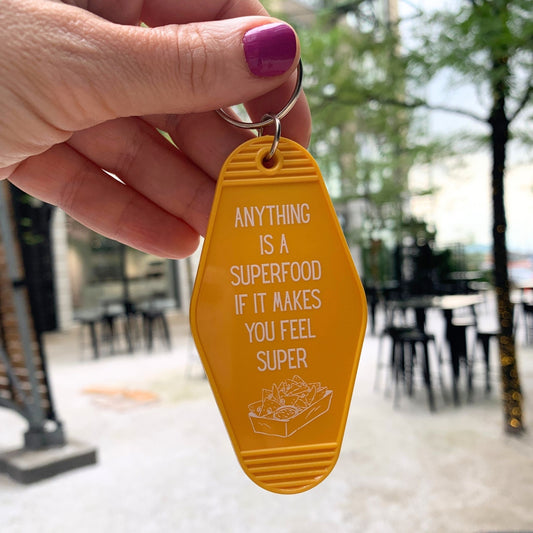 ANYTHING
IS A
SUPERFOOD
IF IT MAKES
YOU FEEL
SUPER